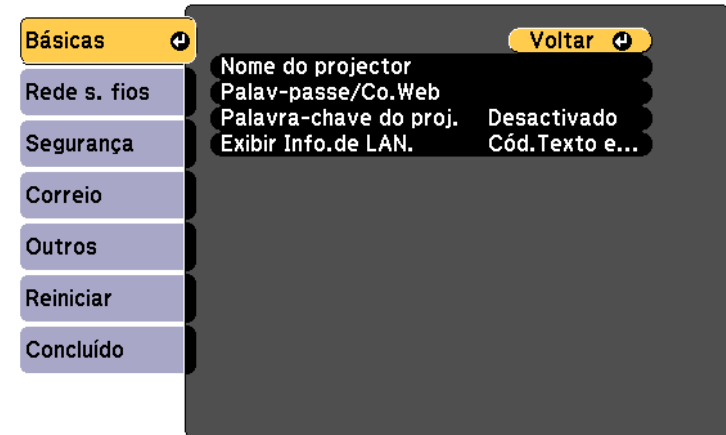 Básicas
Rede s. fios
Segurança
Correio
Outros
Reiniciar
Concluído
Voltar
Nome do projector
Palav-passe/Co.Web
Palavra-chave do proj. Desactivado
Exibir Info.de LAN. Cód.Texto e...